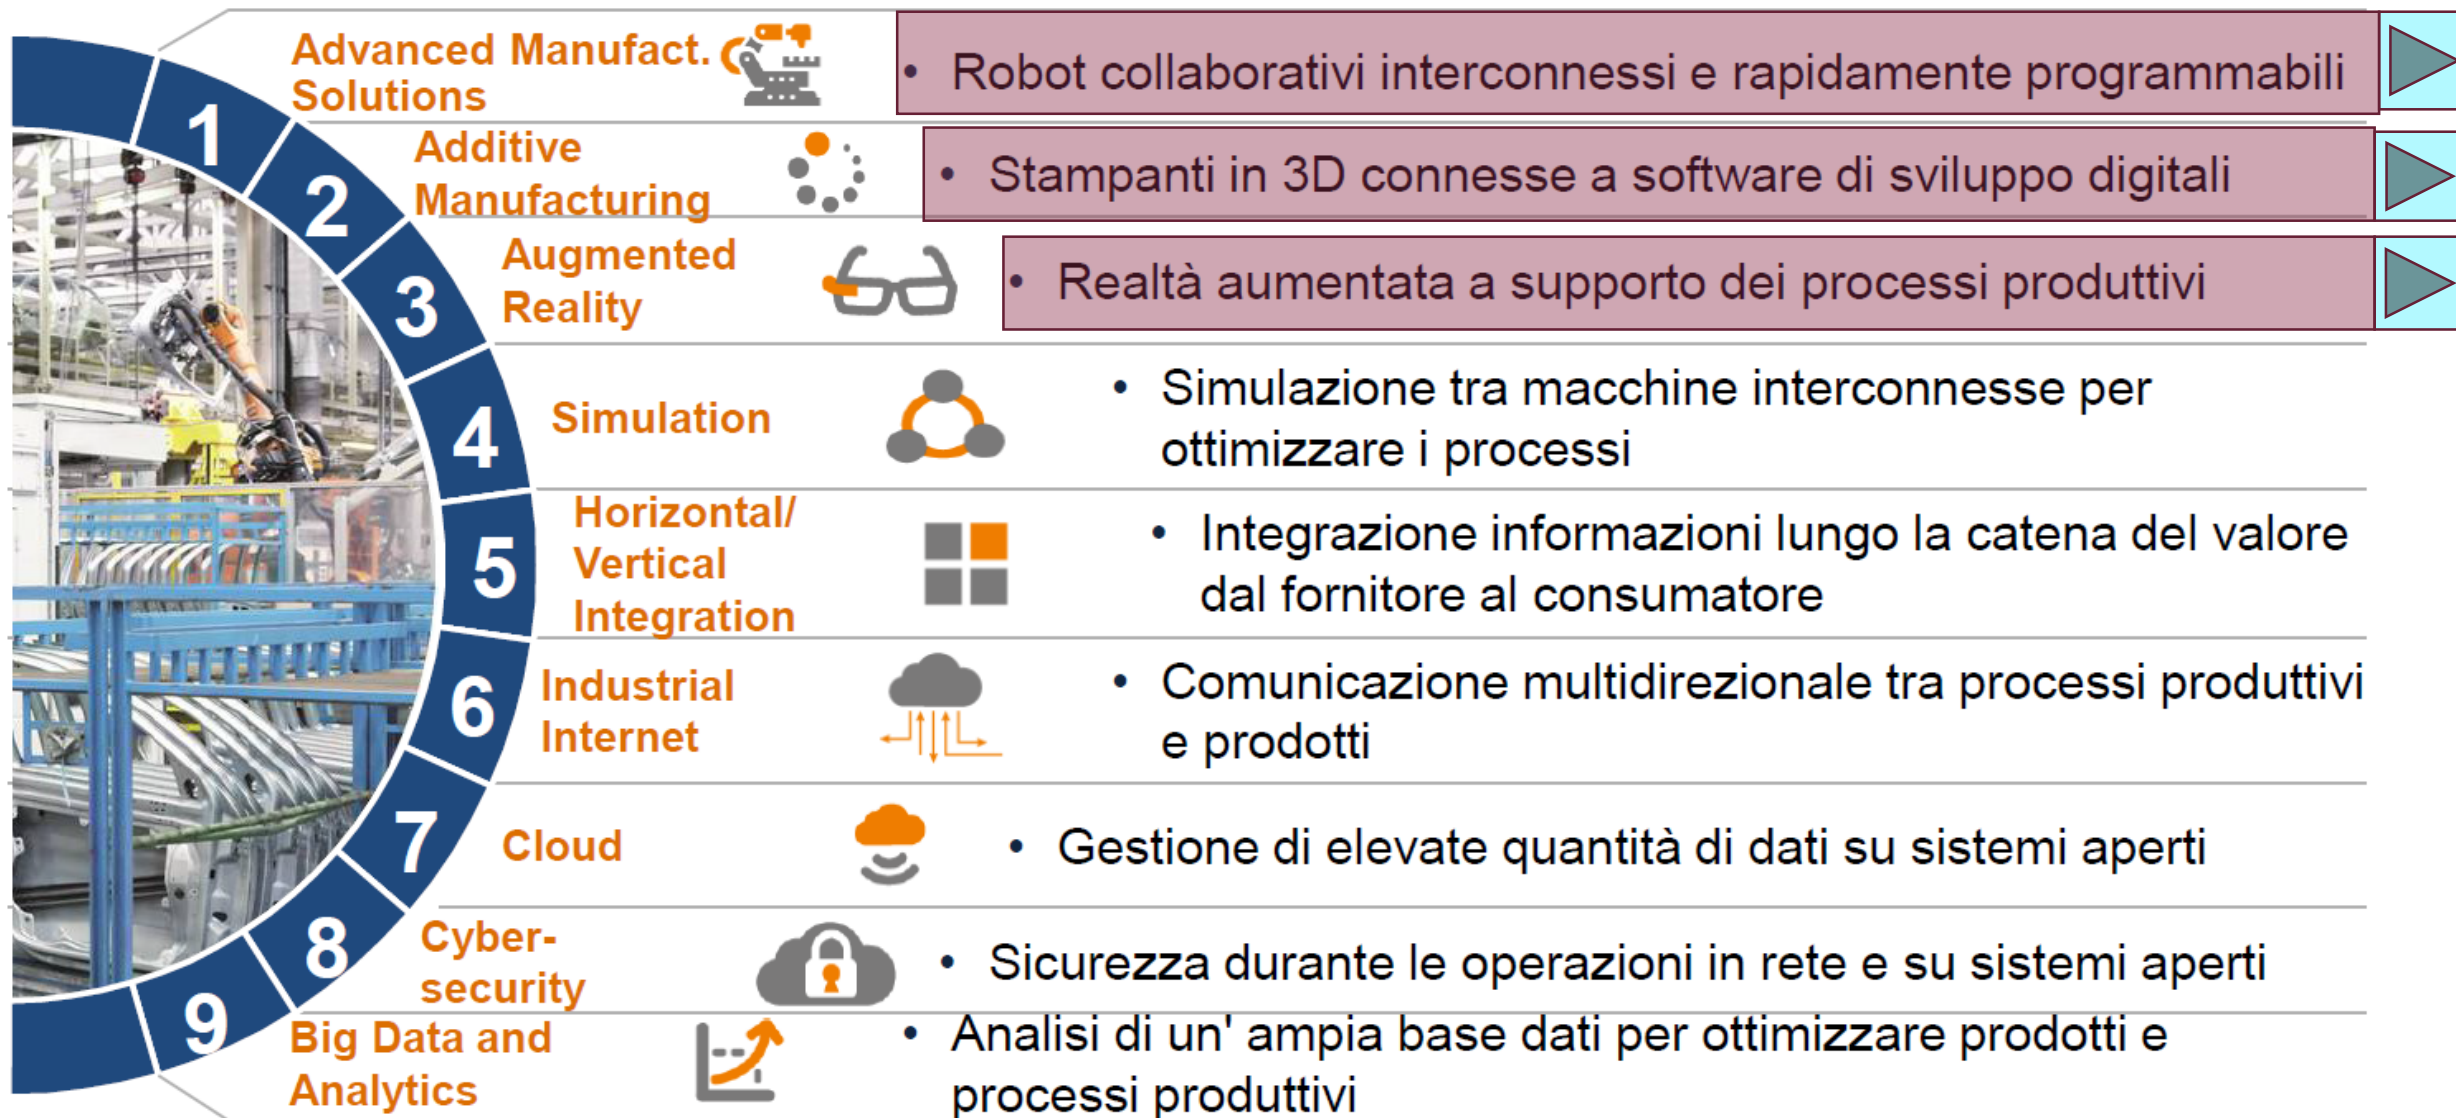 1
Advanced Manufact.
Solutions
• Robot collaborativi interconnessi e rapidamente programmabili
2
Additive
Manufacturing
• Stampanti in 3D connesse a software di sviluppo digitali
3
Augmented
Reality
• Realtà aumentata a supporto dei processi produttivi
4
Simulation
• Simulazione tra macchine interconnesse per
ottimizzare i processi
5
Horizontal/
Vertical
Integration
• Integrazione informazioni lungo la catena del valore
dal fornitore al consumatore
6
Industrial
Internet
• Comunicazione multidirezionale tra processi produttivi
e prodotti
7
Cloud
• Gestione di elevate quantità di dati su sistemi aperti
8
Cyber-
security
• Sicurezza durante le operazioni in rete e su sistemi aperti
9
Big Data and
Analytics
• Analisi di un' ampia base dati per ottimizzare prodotti e
processi produttivi